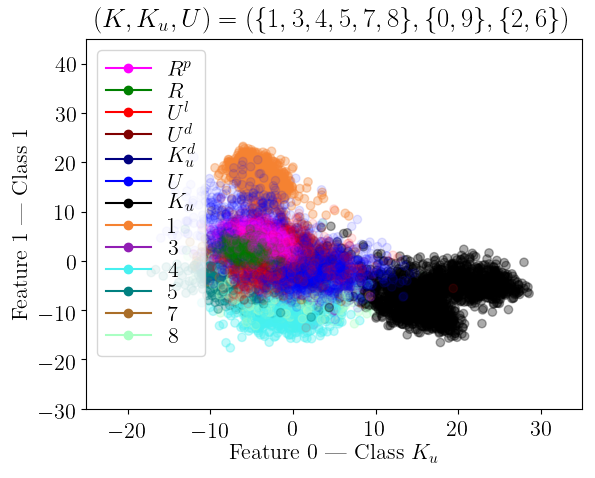 (K, K_u, U) = ({1, 3, 4, 5, 7, 8}, {0, 9}, {2, 6})
Feature 1 — Class 1
40
30
20
10
0
−10
−20
−30
R^p
R
U^l
U^d
K_u^d
U
K_u
1
3
4
5
7
8
−20
−10
0
10
20
30
Feature 0 — Class K_u